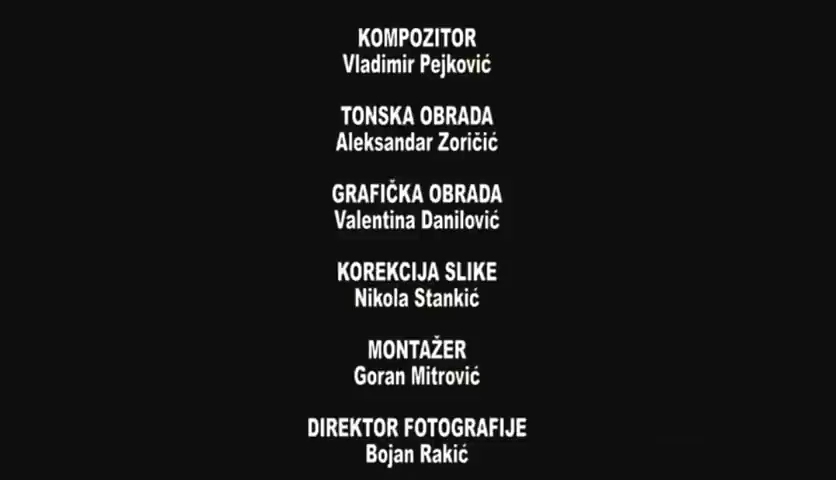 KOMPOZITOR
Vladimir Pejković
TONSKA OBRADA
Aleksandar Zoričić
GRAFIČKA OBRADA
Valentina Danilović
KOREKCIJA SLIKE
Nikola Stankić
MONTAŽER
Goran Mitrović
DIREKTOR FOTOGRAFIJE
Bojan Rakić